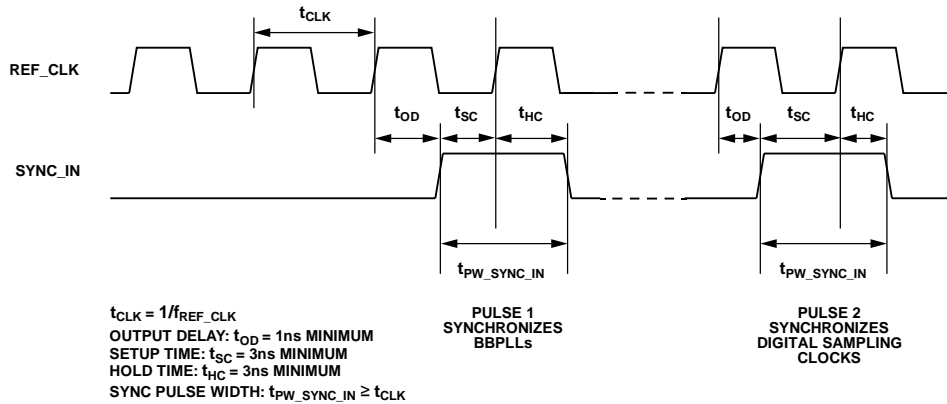 tCLK
REF_CLK
tOD tSC tHC tOD tSC tHC
SYNC_IN
tPW_SYNC_IN tPW_SYNC_IN
tCLK = 1/fREF_CLK
OUTPUT DELAY: tOD = 1ns MINIMUM
SETUP TIME: tSC = 3ns MINIMUM
HOLD TIME: tHC = 3ns MINIMUM
SYNC PULSE WIDTH: tPW_SYNC_IN ≥ tCLK
PULSE 1
SYNCHRONIZES
BBPLLs
PULSE 2
SYNCHRONIZES
DIGITAL SAMPLING
CLOCKS